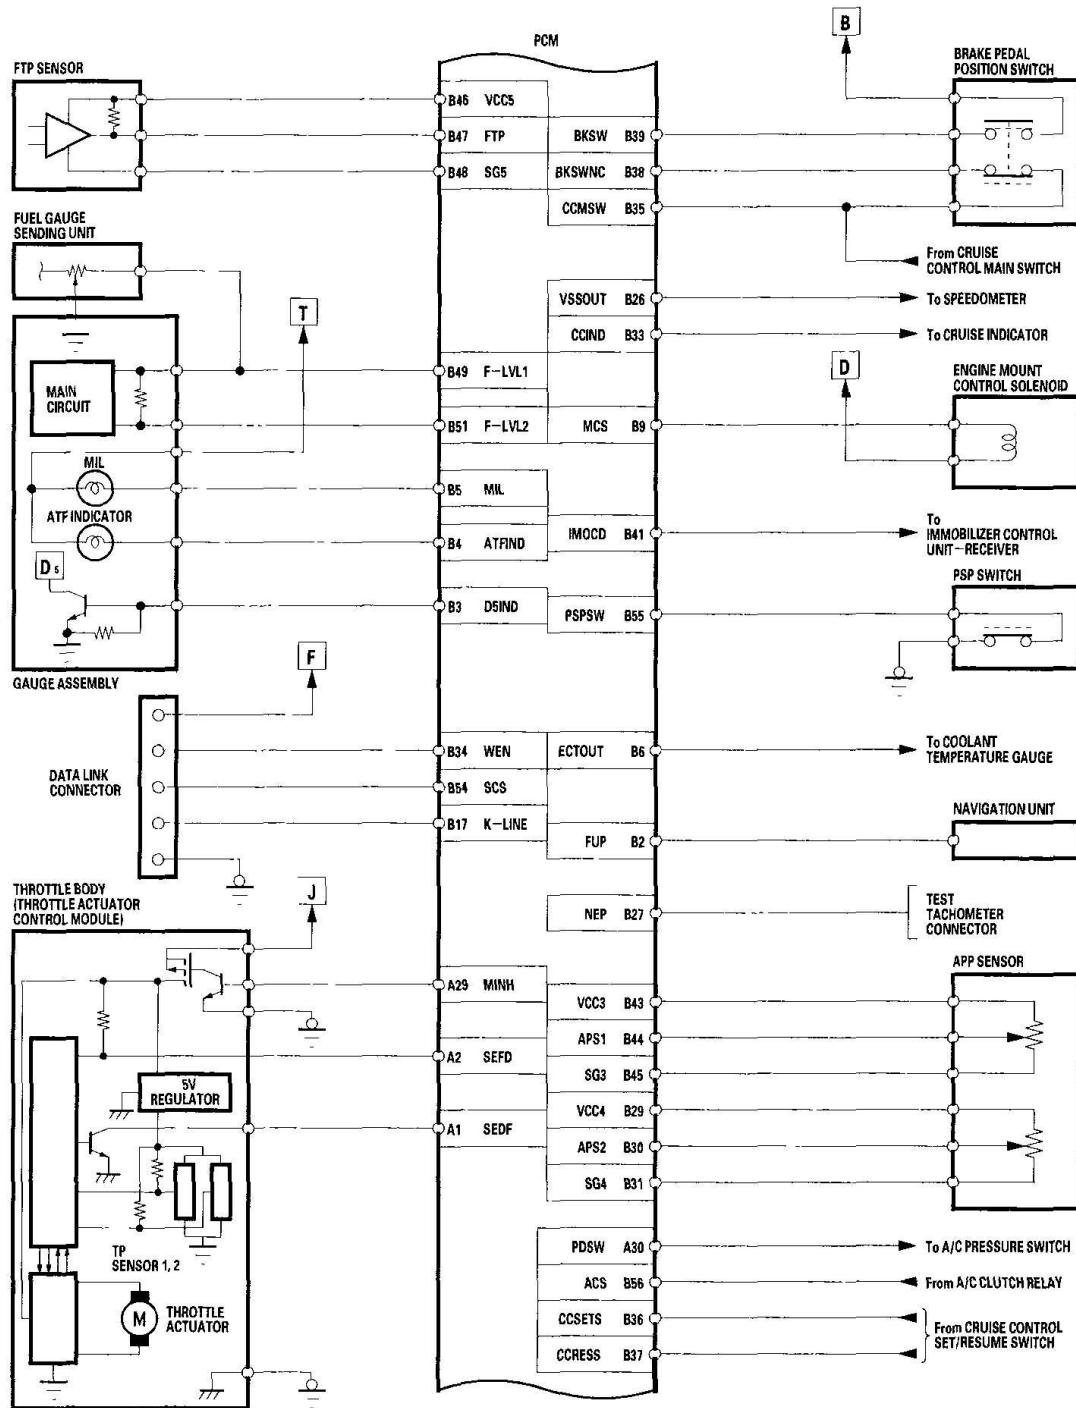 PCM
B
BRAKE PEDAL
POSITION SWITCH
FTP SENSOR
B46 VCC5
B47 FTP
BKSW B39
B48 SG5
BKSWNC B38
CCMSW B35
FUEL GAUGE
SENDING UNIT
From CRUISE
CONTROL MAIN SWITCH
T
VSSOUT B26
To SPEEDOMETER
CCIND B33
To CRUISE INDICATOR
MAIN
CIRCUIT
B49 F-LVL1
D
ENGINE MOUNT
CONTROL SOLENOID
B51 F-LVL2
MCS B9
MIL
B5 MIL
ATF INDICATOR
B4 ATFIND
IMOCD B41
To
IMMOBILIZER CONTROL
UNIT-RECEIVER
D5
B3 D5IND
PSPSW B55
PSP SWITCH
GAUGE ASSEMBLY
F
DATA LINK
CONNECTOR
B34 WEN
ECTOUT B6
To COOLANT
TEMPERATURE GAUGE
B54 SCS
B17 K-LINE
FUP B2
NAVIGATION UNIT
THROTTLE BODY
(THROTTLE ACTUATOR
CONTROL MODULE)
J
NEP B27
TEST
TACHOMETER
CONNECTOR
APP SENSOR
A29 MINH
VCC3 B43
APS1 B44
A2 SEFD
SG3 B45
5V
REGULATOR
VCC4 B29
A1 SEDF
APS2 B30
SG4 B31
TP
SENSOR 1, 2
PDSW A30
To A/C PRESSURE SWITCH
ACS B56
From A/C CLUTCH RELAY
M
THROTTLE
ACTUATOR
CCSETS B36
CCRESS B37
From CRUISE CONTROL
SET/RESUME SWITCH